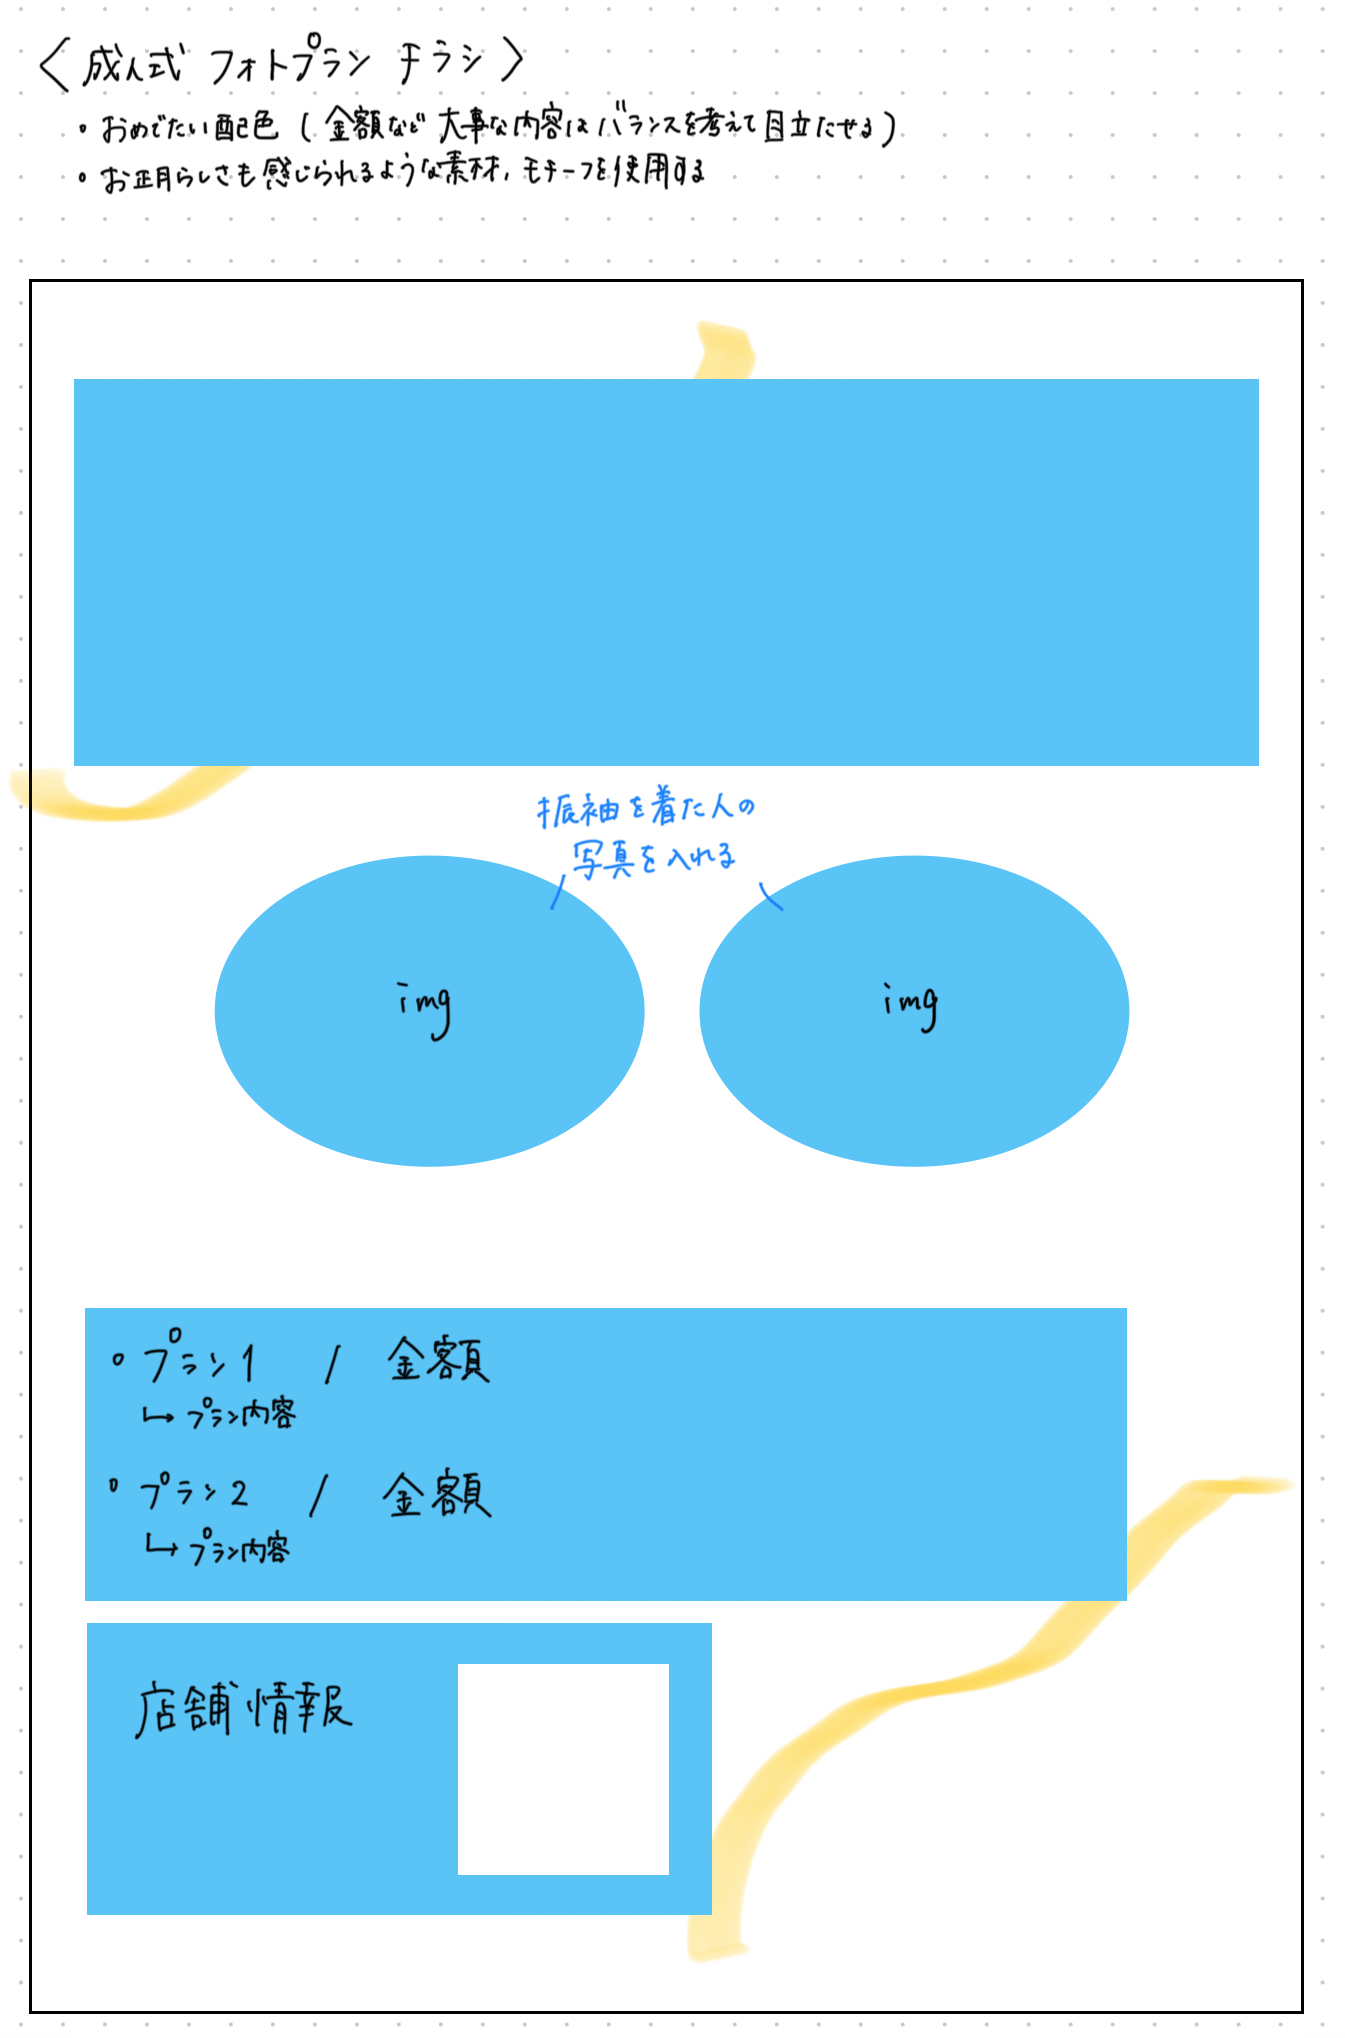 〈成人式 フォトプラン チラシ〉
。おめでたい配色 (金額など 大事な内容は バランスを考えて目立たせる)
。お正月らしさも感じられるような素材、モチーフを使用する
振袖を着た人の
写真を入れる
img
img
。プラン1 / 金額
↳ プラン内容
。プラン2 / 金額
↳ プラン内容
店舗情報